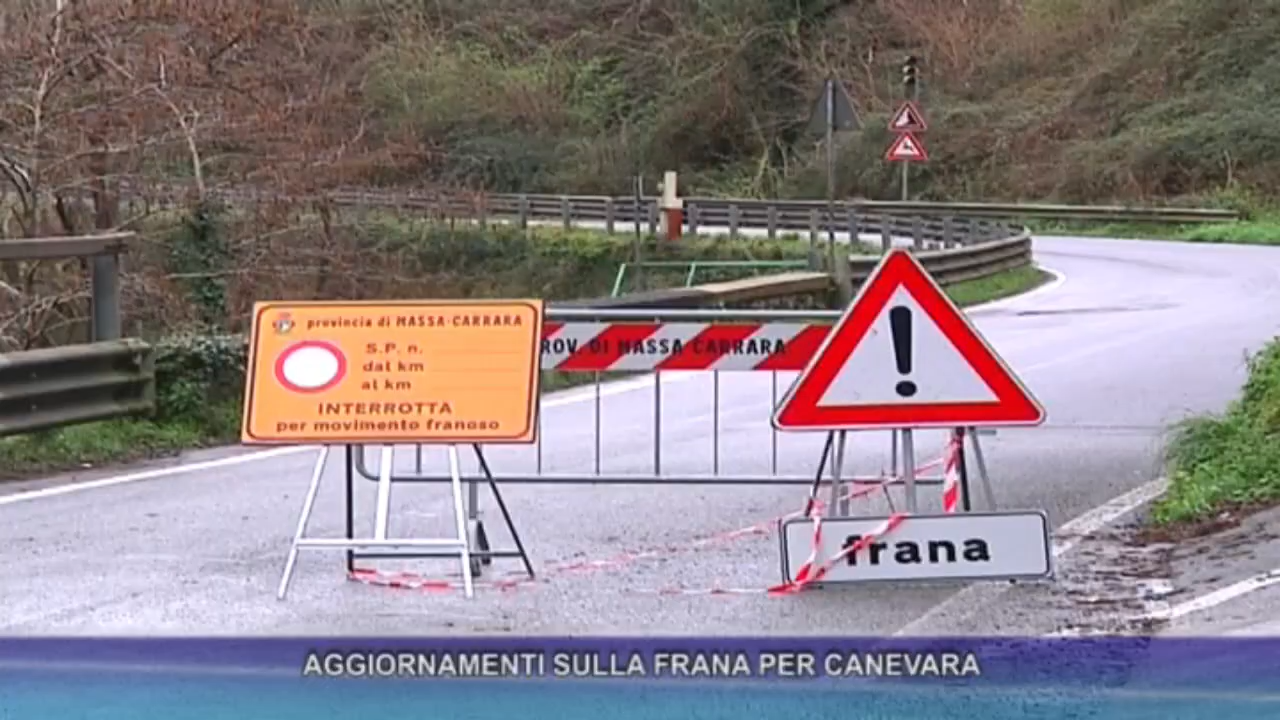 provincia di MASSA-CARRARA
S.P. n.
dal km
al km
INTERROTTA
per movimento franoso
ROV. DI MASSA CARRARA
frana
AGGIORNAMENTI SULLA FRANA PER CANEVARA